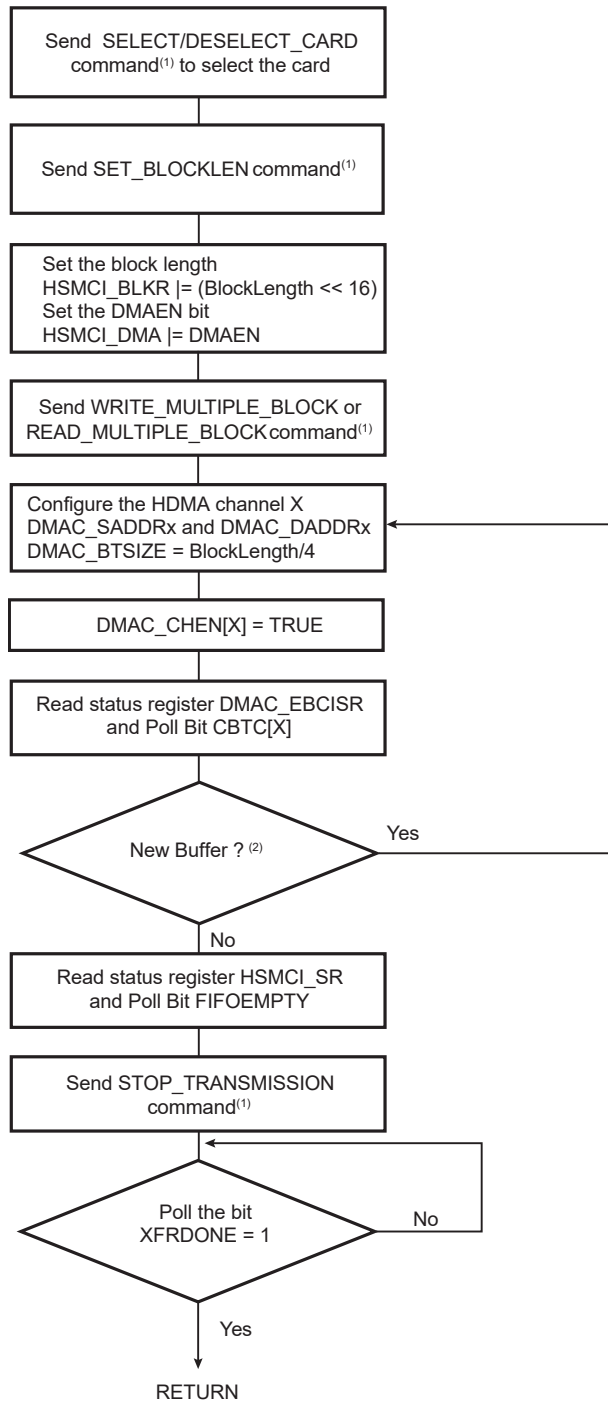 Send SELECT/DESELECT_CARD
command(1) to select the card
Send SET_BLOCKLEN command(1)
Set the block length
HSMCI_BLKR |= (BlockLength << 16)
Set the DMAEN bit
HSMCI_DMA |= DMAEN
Send WRITE_MULTIPLE_BLOCK or
READ_MULTIPLE_BLOCK command(1)
Configure the HDMA channel X
DMAC_SADDRx and DMAC_DADDRx
DMAC_BTSIZE = BlockLength/4
DMAC_CHEN[X] = TRUE
Read status register DMAC_EBCISR
and Poll Bit CBTC[X]
New Buffer ? (2)
Yes
No
Read status register HSMCI_SR
and Poll Bit FIFOEMPTY
Send STOP_TRANSMISSION
command(1)
Poll the bit
XFRDONE = 1
No
Yes
RETURN